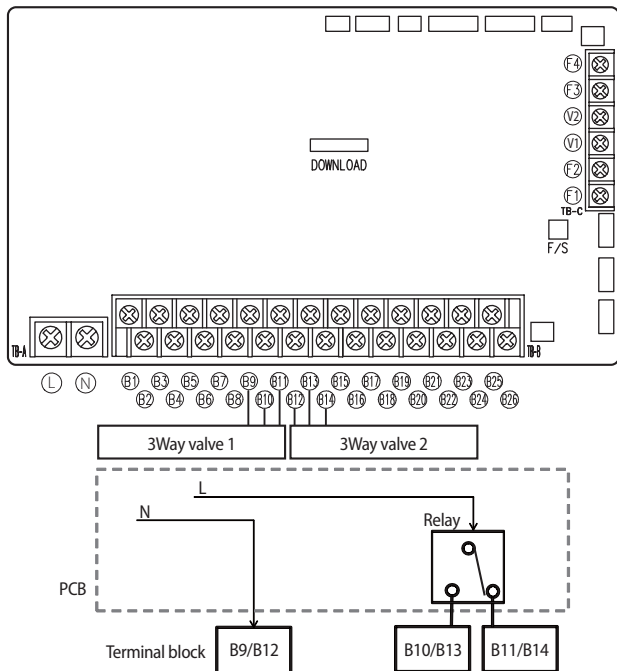 F4
F3
V2
V1
F2
F1
TB-C
DOWNLOAD
F/S
TB-A
TB-B
L N B1 B3 B5 B7 B9 B11 B13 B15 B17 B19 B21 B23 B25
B2 B4 B6 B8 B10 B12 B14 B16 B18 B20 B22 B24 B26
3Way valve 1 3Way valve 2
L
N
Relay
PCB
Terminal block B9/B12 B10/B13 B11/B14